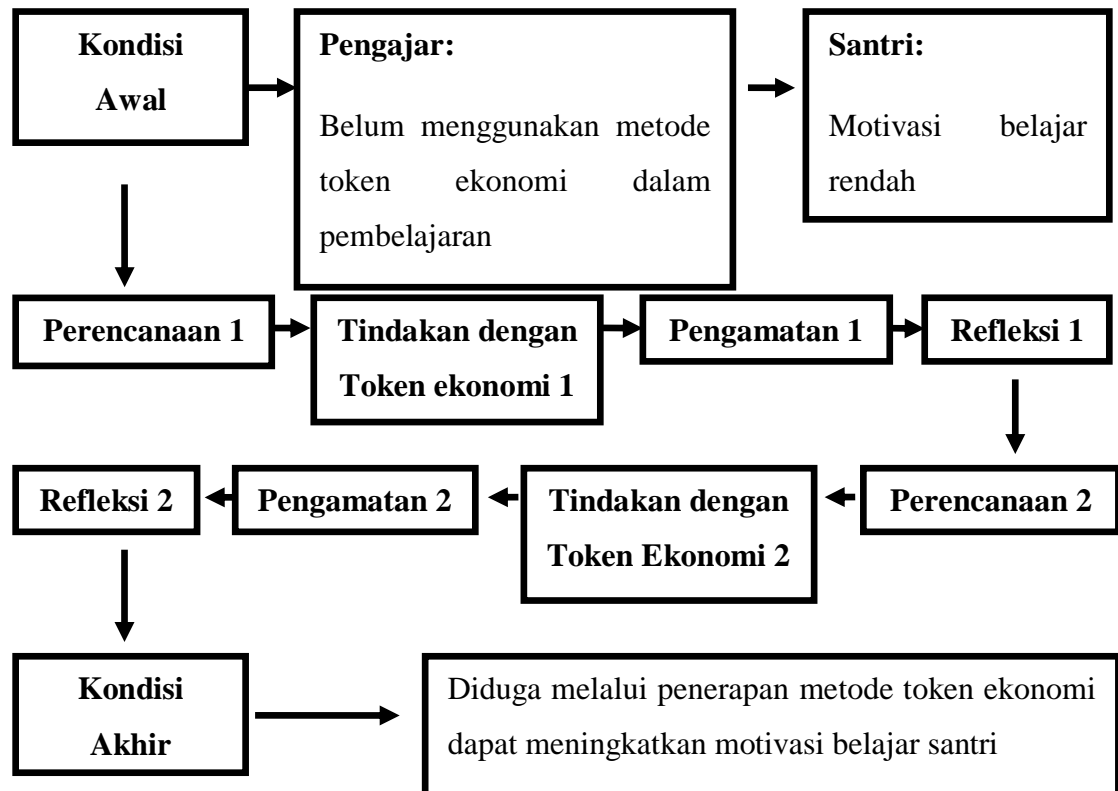 Kondisi
Awal
Pengajar:
Belum menggunakan metode
token ekonomi dalam
pembelajaran
Santri:
Motivasi belajar
rendah
Perencanaan 1
Tindakan dengan
Token ekonomi 1
Pengamatan 1
Refleksi 1
Refleksi 2
Pengamatan 2
Tindakan dengan
Token Ekonomi 2
Perencanaan 2
Kondisi
Akhir
Diduga melalui penerapan metode token ekonomi
dapat meningkatkan motivasi belajar santri